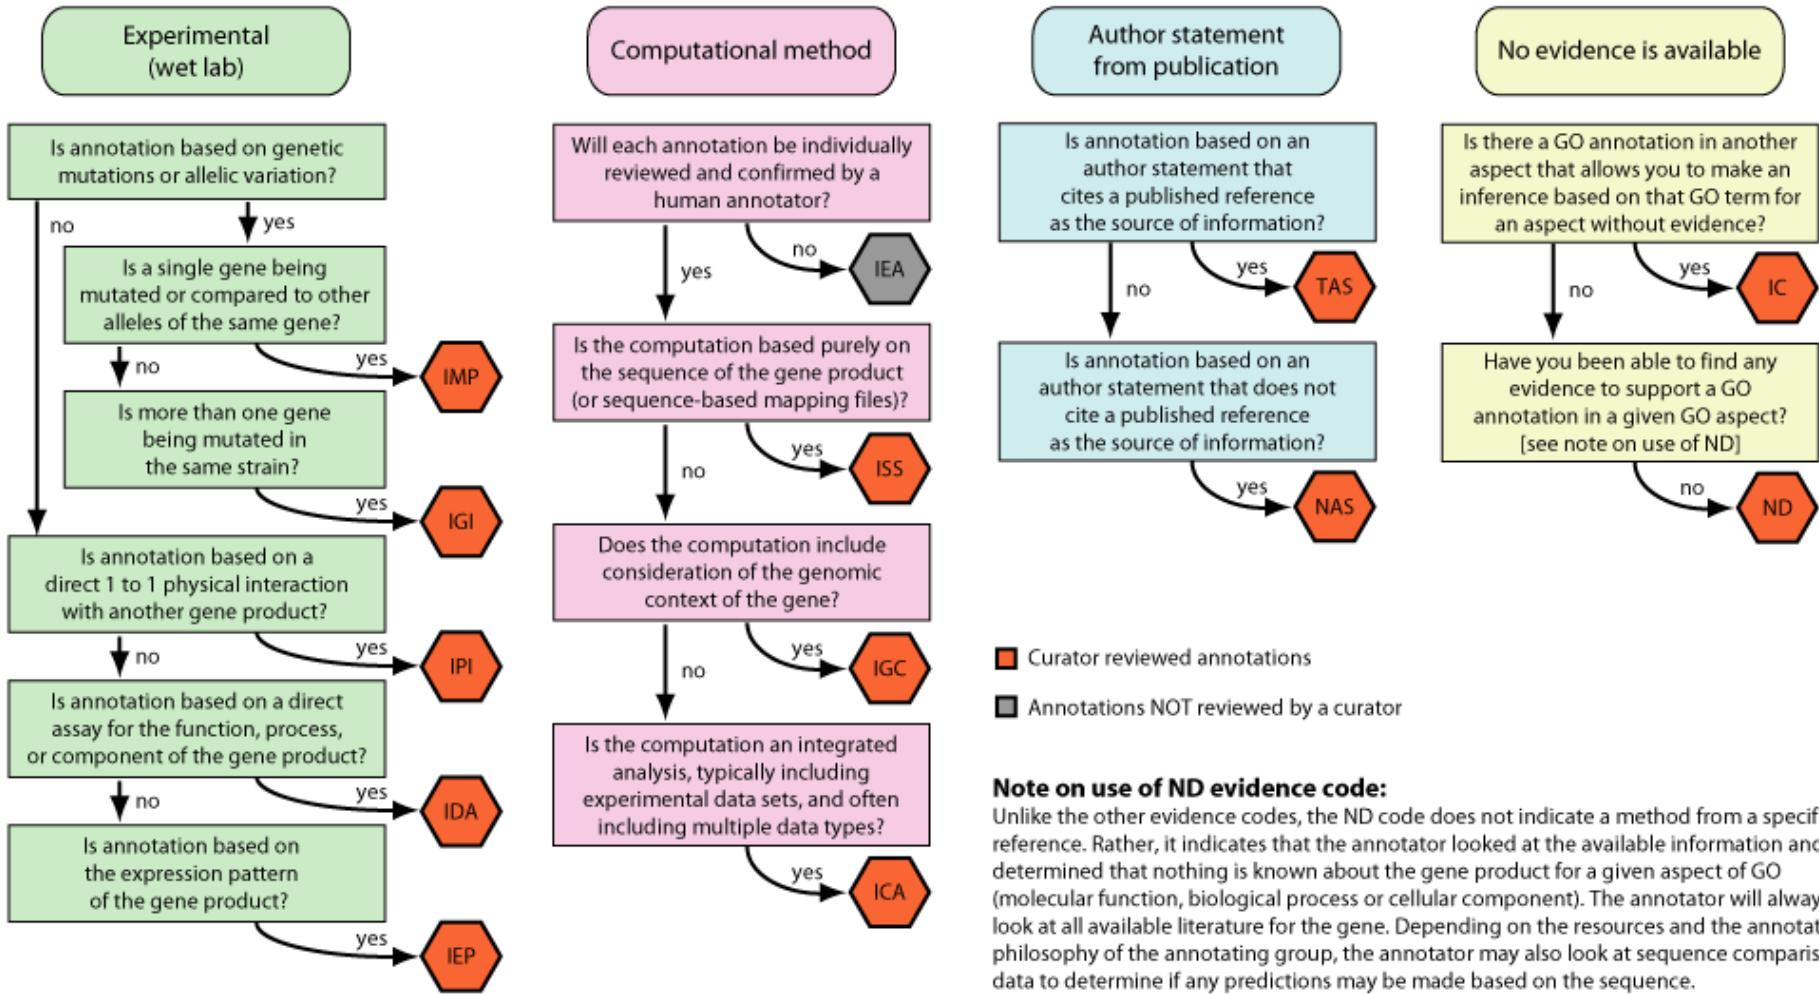 Experimental
(wet lab)
Is annotation based on genetic
mutations or allelic variation?
no
yes
Is a single gene being
mutated or compared to other
alleles of the same gene?
no
yes
IMP
Is more than one gene
being mutated in
the same strain?
yes
IGI
Is annotation based on a
direct 1 to 1 physical interaction
with another gene product?
no
yes
IPI
Is annotation based on a direct
assay for the function, process,
or component of the gene product?
no
yes
IDA
Is annotation based on
the expression pattern
of the gene product?
yes
IEP
Computational method
Will each annotation be individually
reviewed and confirmed by a
human annotator?
no
IEA
yes
Is the computation based purely on
the sequence of the gene product
(or sequence-based mapping files)?
yes
ISS
no
Does the computation include
consideration of the genomic
context of the gene?
yes
IGC
no
Is the computation an integrated
analysis, typically including
experimental data sets, and often
including multiple data types?
yes
ICA
Author statement
from publication
Is annotation based on an
author statement that
cites a published reference
as the source of information?
yes
TAS
no
Is annotation based on an
author statement that does not
cite a published reference
as the source of information?
yes
NAS
No evidence is available
Is there a GO annotation in another
aspect that allows you to make an
inference based on that GO term for
an aspect without evidence?
yes
IC
no
Have you been able to find any
evidence to support a GO
annotation in a given GO aspect?
[see note on use of ND]
no
ND
Curator reviewed annotations
Annotations NOT reviewed by a curator
Note on use of ND evidence code:
Unlike the other evidence codes, the ND code does not indicate a method from a specif
reference. Rather, it indicates that the annotator looked at the available information and
determined that nothing is known about the gene product for a given aspect of GO
(molecular function, biological process or cellular component). The annotator will alway
look at all available literature for the gene. Depending on the resources and the annotat
philosophy of the annotating group, the annotator may also look at sequence comparis
data to determine if any predictions may be made based on the sequence.